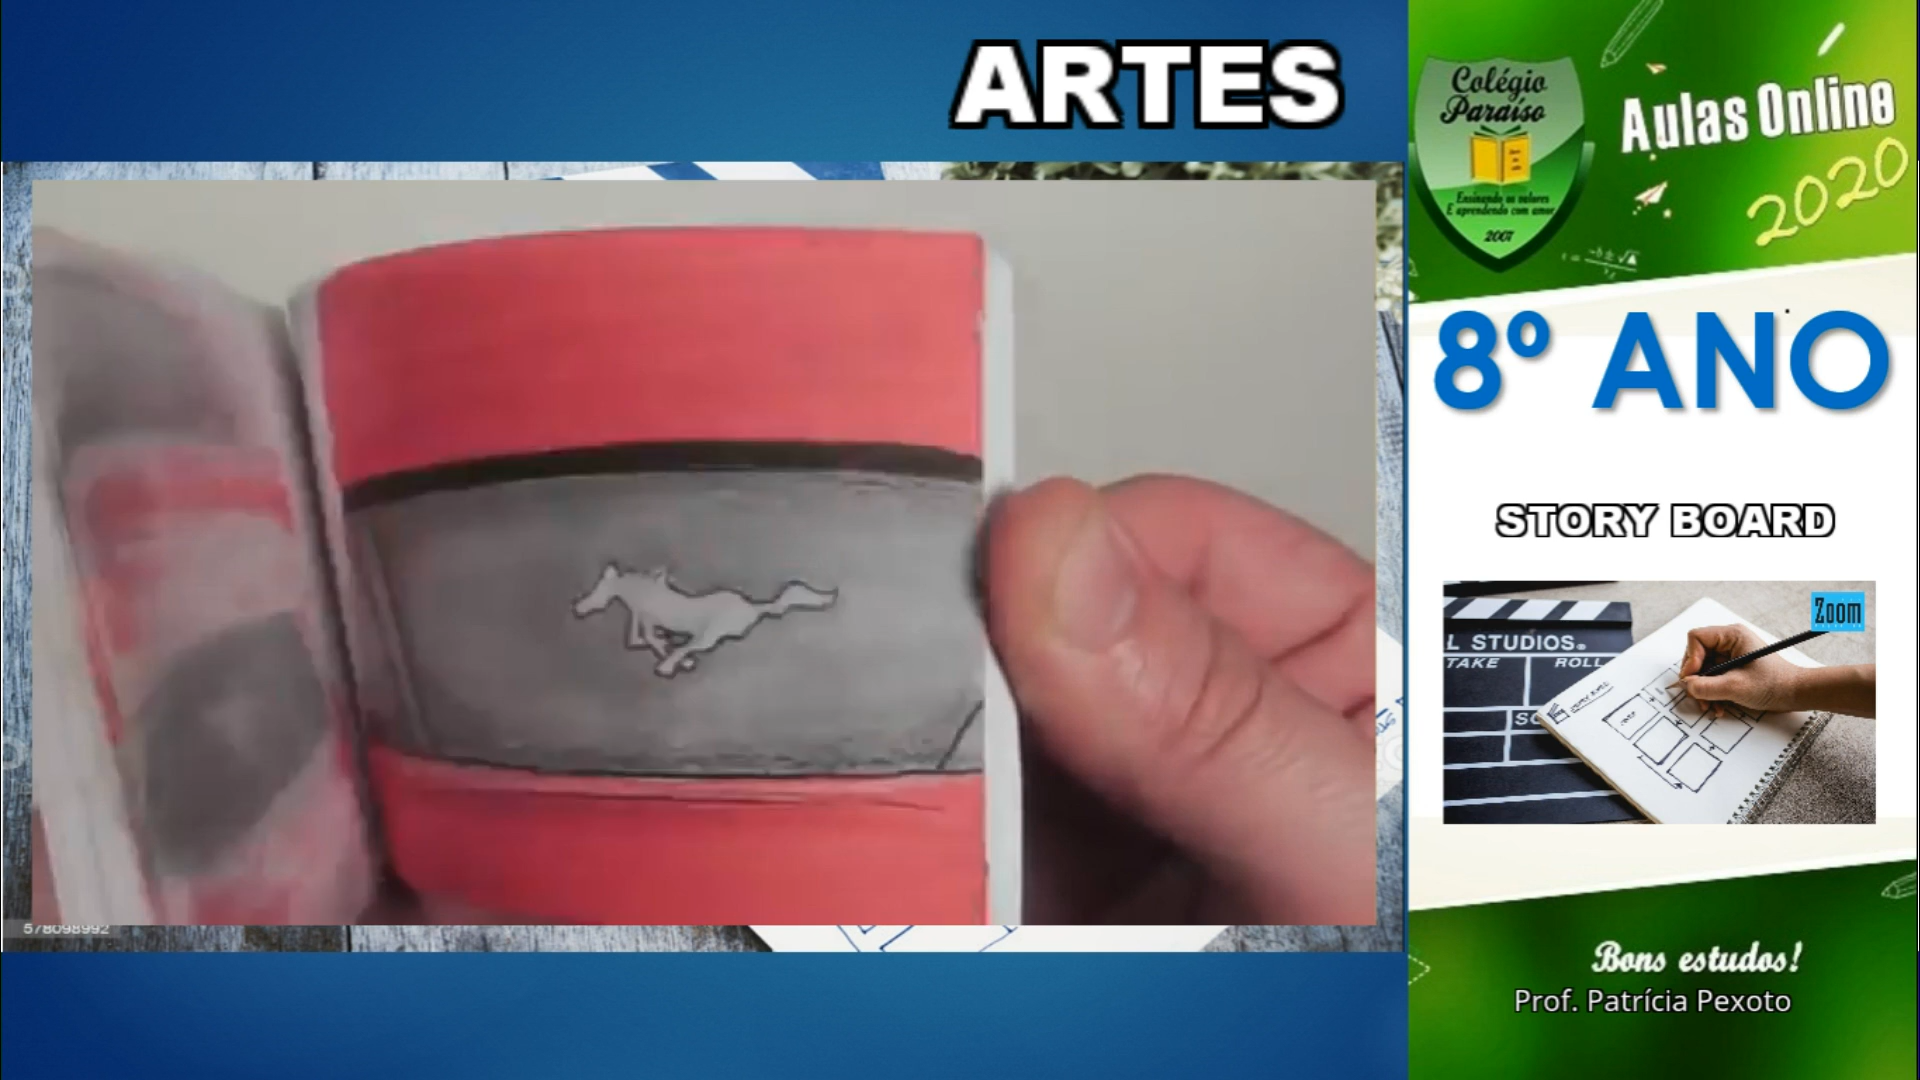 ARTES
Colégio
Paraíso
Ensinando os valores
E aprendendo com amor
2007
Aulas Online
2020
8º ANO
STORY BOARD
Zoom
L STUDIOS
TAKE
ROLL
SC
578098992
Bons estudos!
Prof. Patrícia Pexoto